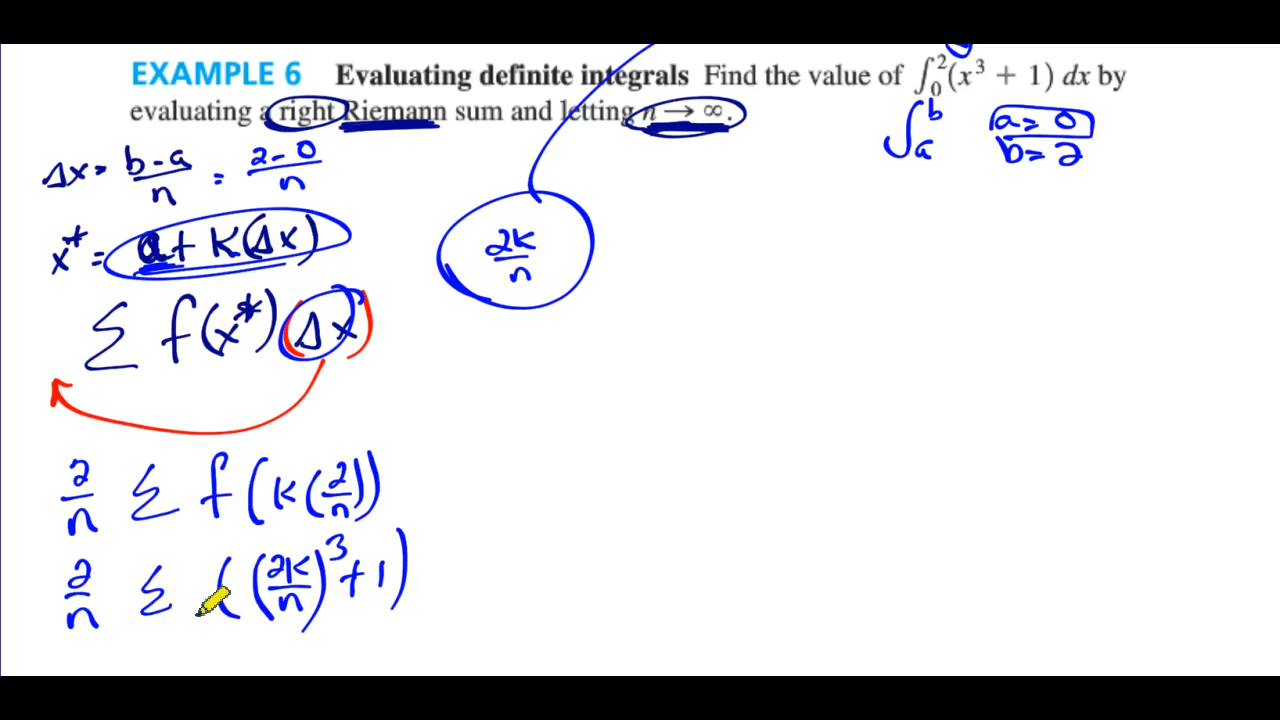 EXAMPLE 6 Evaluating definite integrals Find the value of ∫₀²(x³ + 1) dx by
evaluating a right Riemann sum and letting n → ∞.
∫ₐᵇ a = 0
b = 2
Δx = (b-a)/n = (2-0)/n
x* = a + K(Δx)
2K/n
Σ f(x*)(Δx)
2/n Σ f(K(2/n))
2/n Σ ((2K/n)³ + 1)